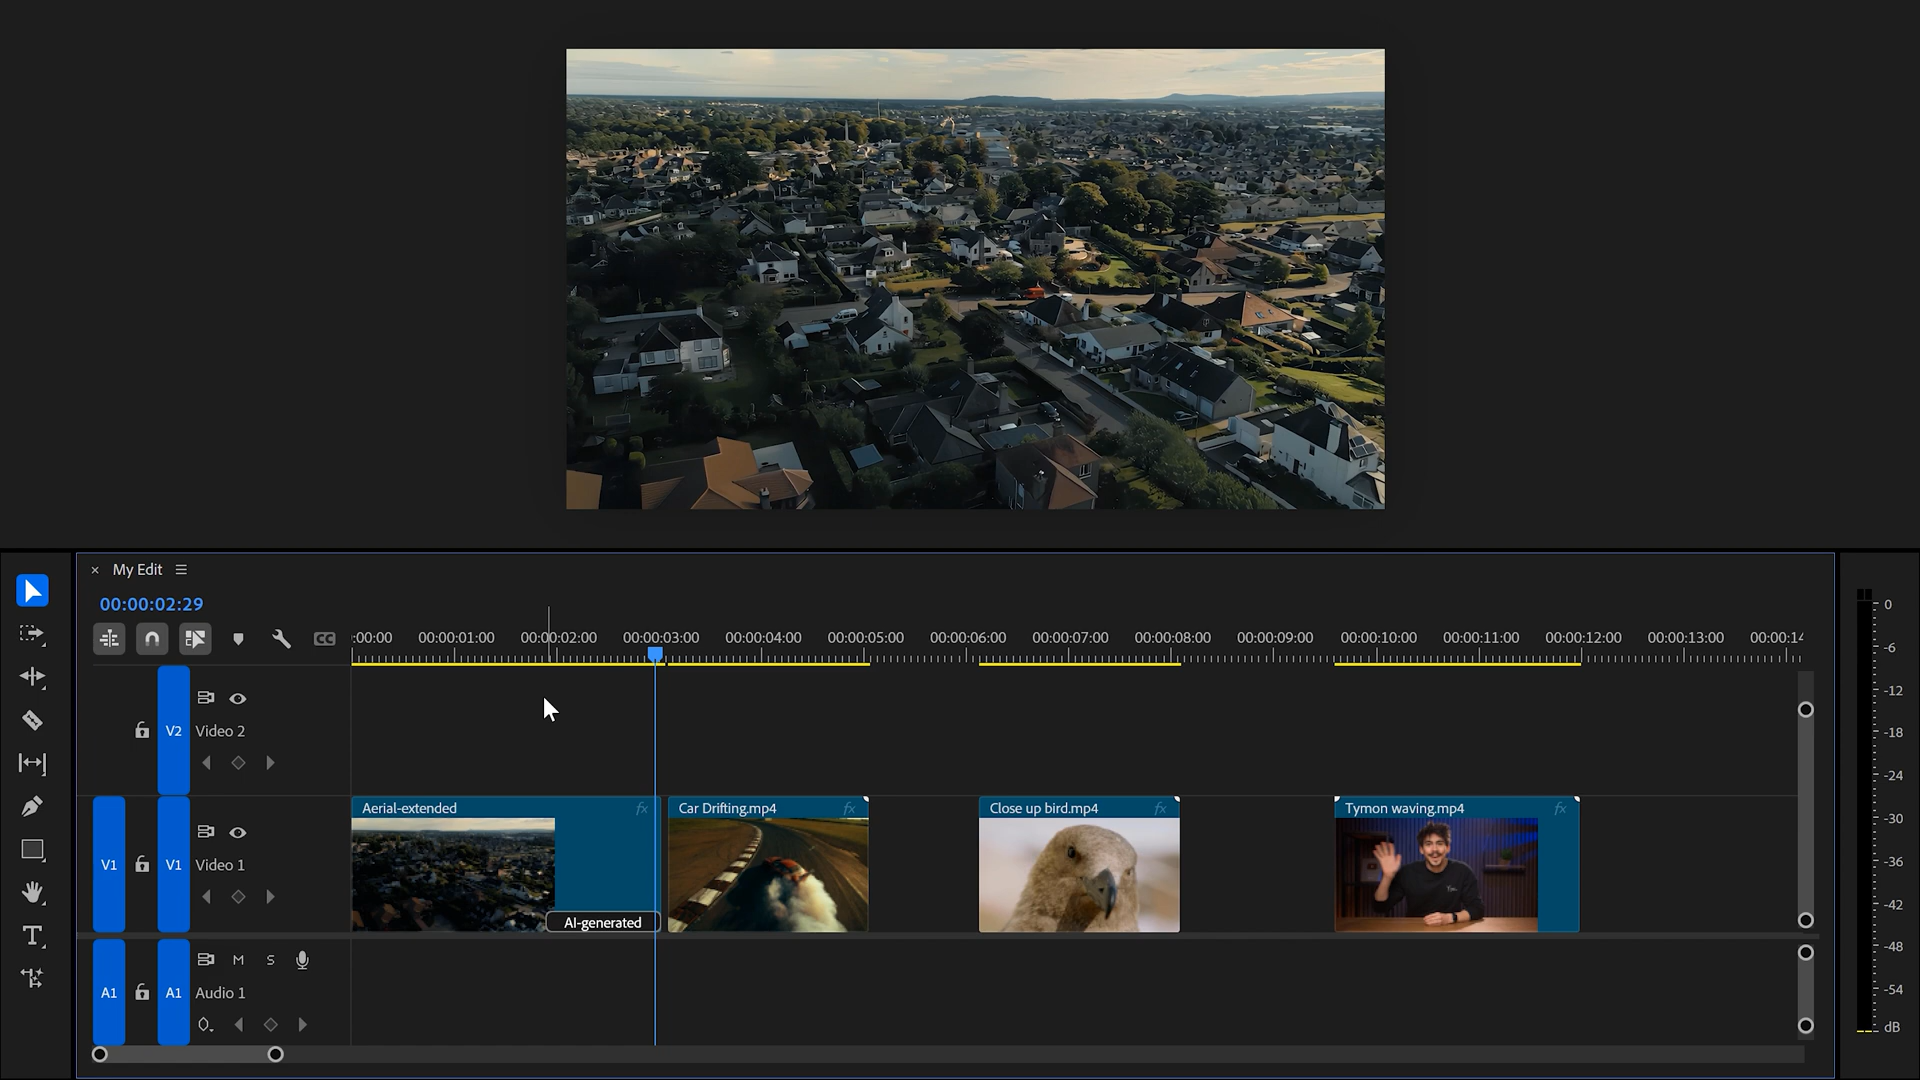 × My Edit
00:00:02:29
CC
:00:00 00:00:01:00 00:00:02:00 00:00:03:00 00:00:04:00 00:00:05:00 00:00:06:00 00:00:07:00 00:00:08:00 00:00:09:00 00:00:10:00 00:00:11:00 00:00:12:00 00:00:13:00 00:00:14
V2 Video 2
Aerial-extended fx Car Drifting.mp4 fx Close up bird.mp4 fx Tymon waving.mp4 fx
V1 V1 Video 1
AI-generated
M S
A1 A1 Audio 1
T
0
-6
-12
-18
-24
-30
-36
-42
-48
-54
dB